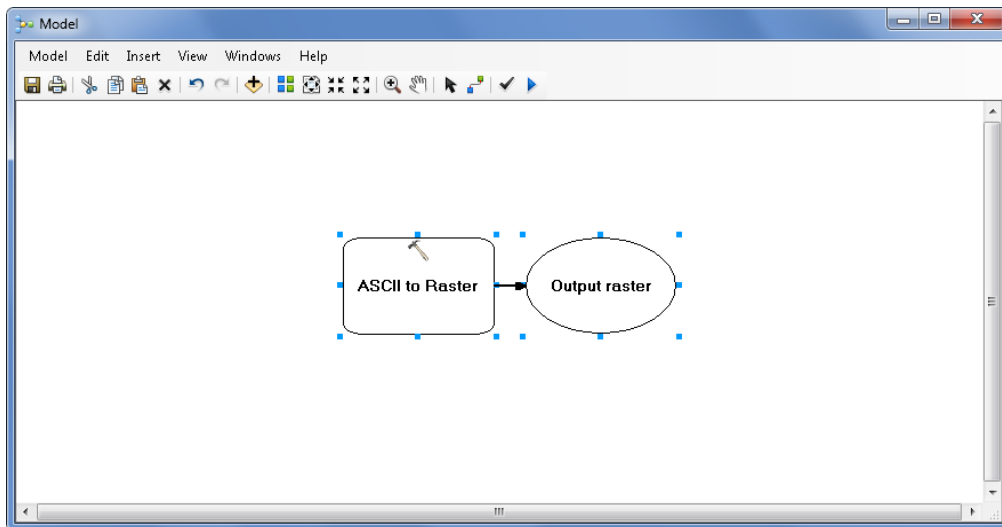 Model
Model Edit Insert View Windows Help
ASCII to Raster
Output raster